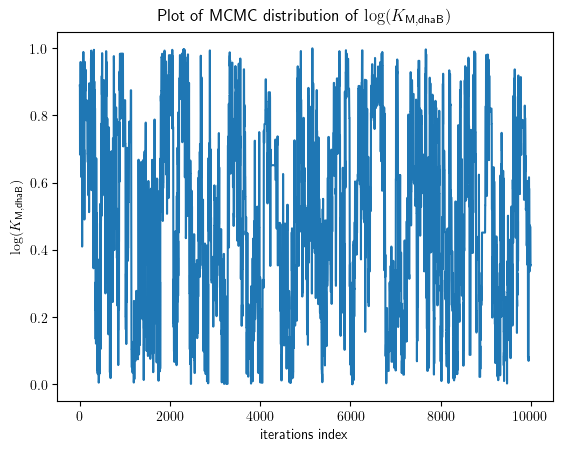 Plot of MCMC distribution of log(K_M,dhaB)
log(K_M,dhaB)
1.0
0.8
0.6
0.4
0.2
0.0
0 2000 4000 6000 8000 10000
iterations index